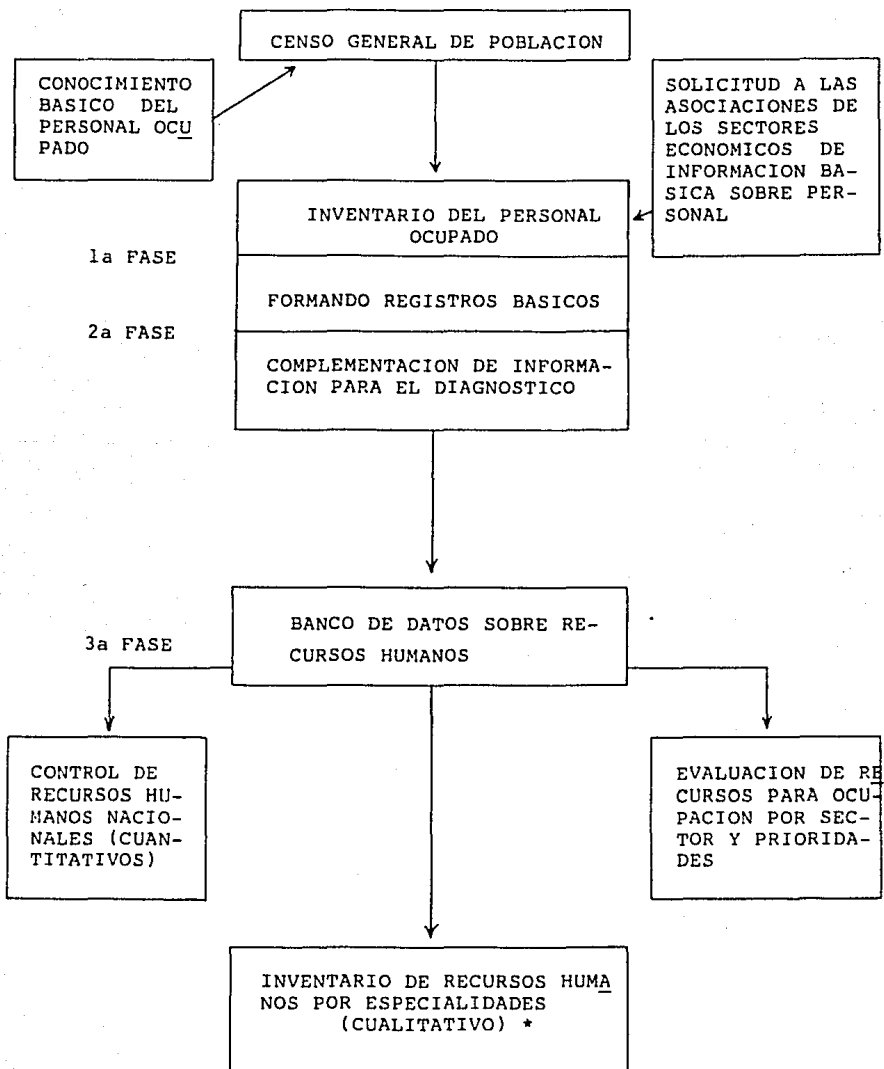 CENSO GENERAL DE POBLACION
CONOCIMIENTO
BASICO DEL
PERSONAL OCU
PADO
SOLICITUD A LAS
ASOCIACIONES DE
LOS SECTORES
ECONOMICOS DE
INFORMACION BA-
SICA SOBRE PER-
SONAL
INVENTARIO DEL PERSONAL
OCUPADO
1a FASE
FORMANDO REGISTROS BASICOS
2a FASE
COMPLEMENTACION DE INFORMA-
CION PARA EL DIAGNOSTICO
BANCO DE DATOS SOBRE RE-
CURSOS HUMANOS
3a FASE
CONTROL DE
RECURSOS HU-
MANOS NACIO-
NALES (CUAN-
TITATIVOS)
EVALUACION DE RE
CURSOS PARA OCU-
PACION POR SEC-
TOR Y PRIORIDA-
DES
INVENTARIO DE RECURSOS HUMA
NOS POR ESPECIALIDADES
(CUALITATIVO) *